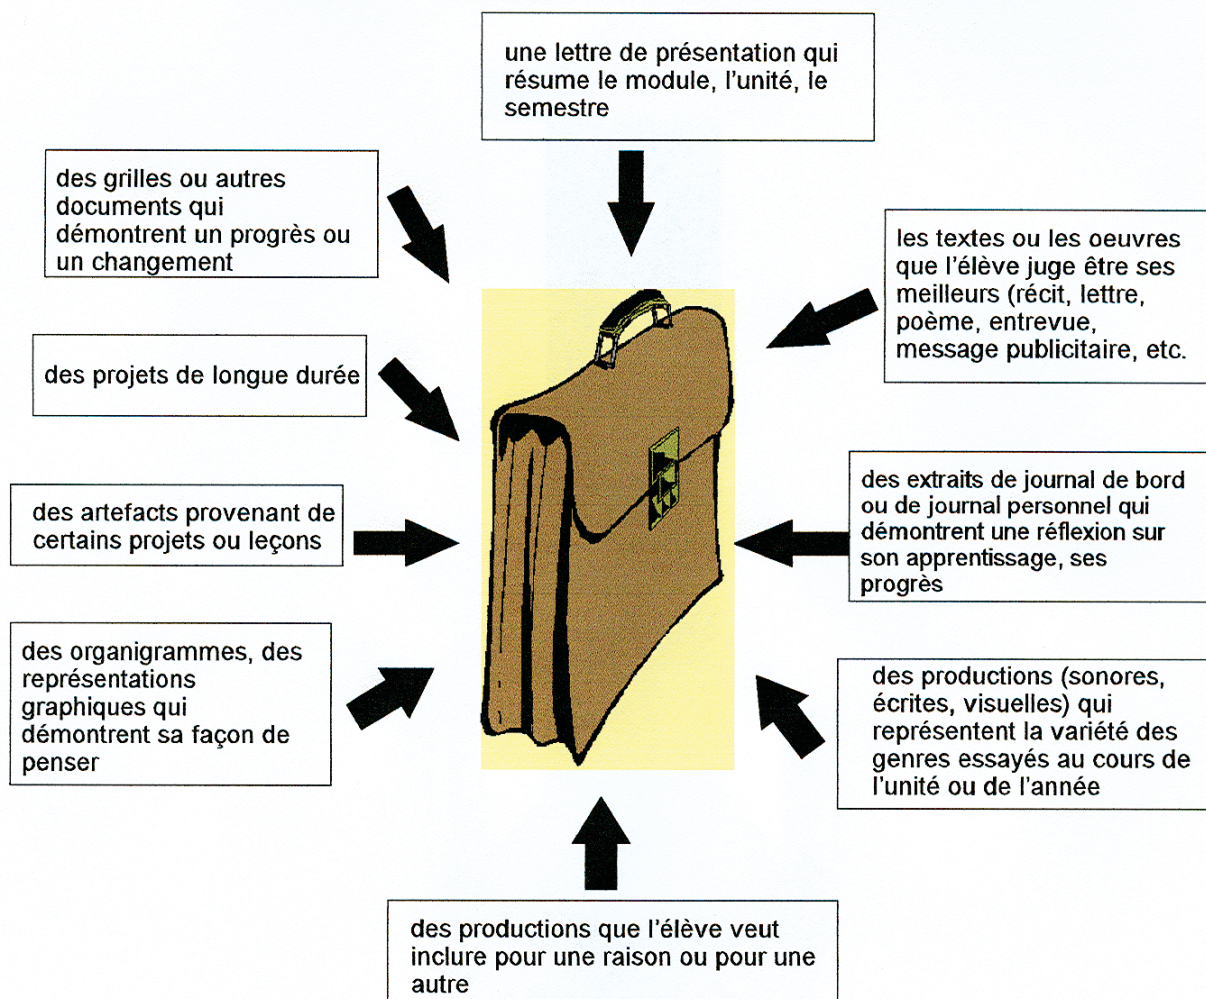 une lettre de présentation qui
résume le module, l'unité, le
semestre
des grilles ou autres
documents qui
démontrent un progrès ou
un changement
les textes ou les oeuvres
que l'élève juge être ses
meilleurs (récit, lettre,
poème, entrevue,
message publicitaire, etc.
des projets de longue durée
des extraits de journal de bord
ou de journal personnel qui
démontrent une réflexion sur
son apprentissage, ses
progrès
des artefacts provenant de
certains projets ou leçons
des organigrammes, des
représentations
graphiques qui
démontrent sa façon de
penser
des productions (sonores,
écrites, visuelles) qui
représentent la variété des
genres essayés au cours de
l'unité ou de l'année
des productions que l'élève veut
inclure pour une raison ou pour une
autre